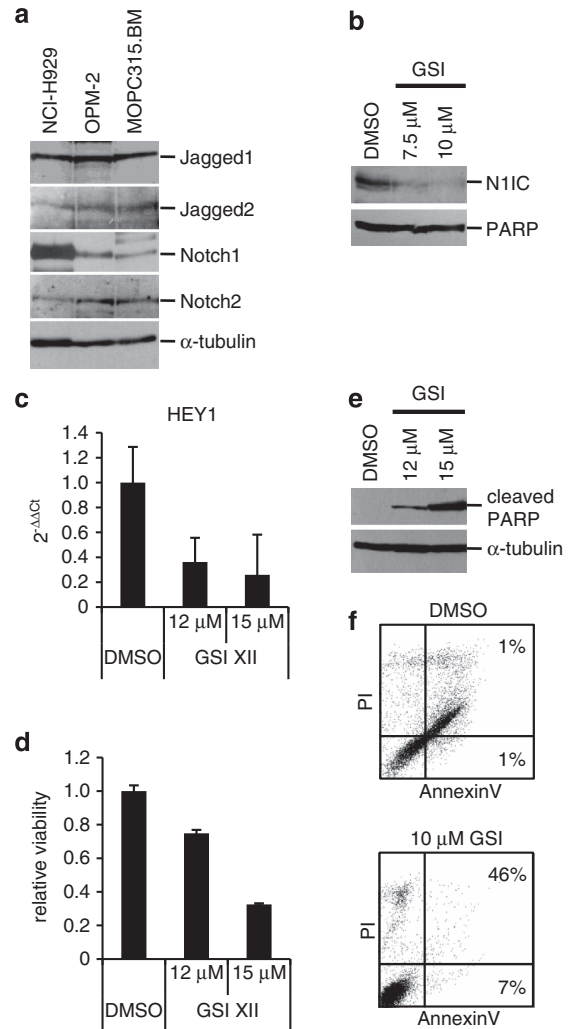 a
NCI-H929
OPM-2
MOPC315.BM
Jagged1
Jagged2
Notch1
Notch2
α-tubulin
b
GSI
DMSO
7.5 μM
10 μM
N1IC
PARP
c
HEY1
2-ΔΔCt
1.4
1.2
1.0
0.8
0.6
0.4
0.2
0
12 μM 15 μM
DMSO GSI XII
d
relative viability
1.2
1.0
0.8
0.6
0.4
0.2
0
12 μM 15 μM
DMSO GSI XII
e
GSI
DMSO
12 μM
15 μM
cleaved
PARP
α-tubulin
f
DMSO
PI
1%
1%
AnnexinV
10 μM GSI
PI
46%
7%
AnnexinV